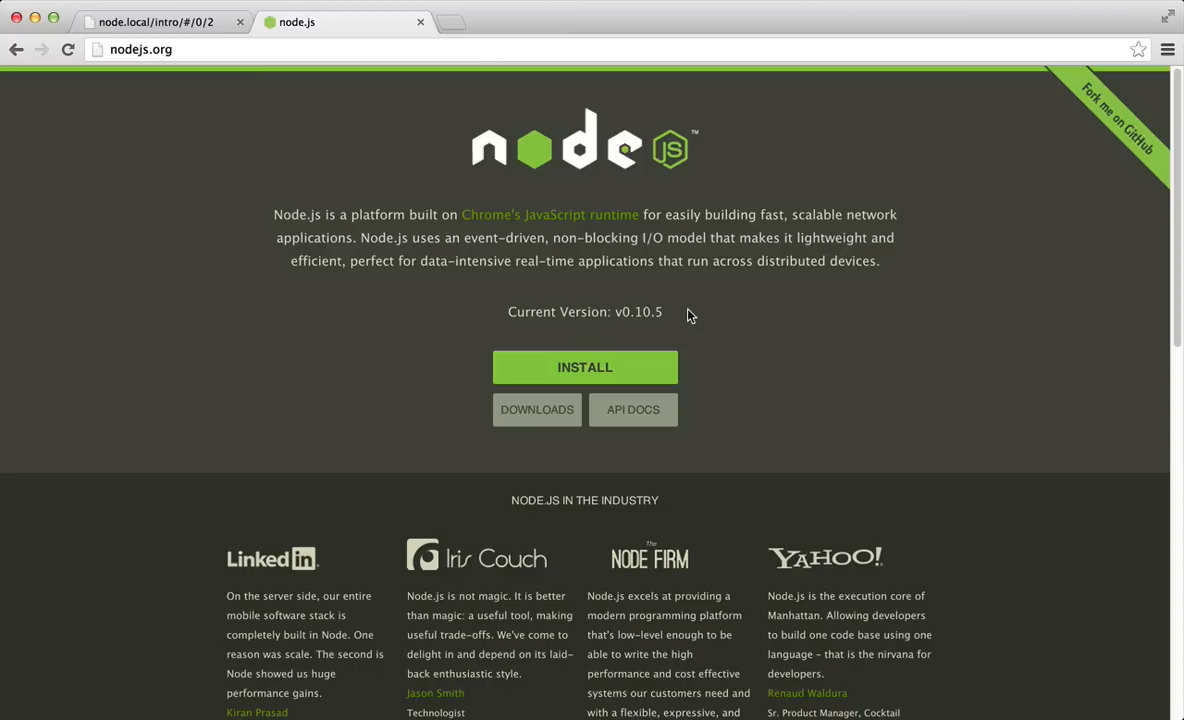 node.local/intro/#/0/2
node.js
nodejs.org
Fork me on GitHub
node JS ™
Node.js is a platform built on Chrome's JavaScript runtime for easily building fast, scalable network
applications. Node.js uses an event-driven, non-blocking I/O model that makes it lightweight and
efficient, perfect for data-intensive real-time applications that run across distributed devices.
Current Version: v0.10.5
INSTALL
DOWNLOADS
API DOCS
NODE.JS IN THE INDUSTRY
Linked in
On the server side, our entire
mobile software stack is
completely built in Node. One
reason was scale. The second is
Node showed us huge
performance gains.
Kiran Prasad
Iris Couch
Node.js is not magic. It is better
than magic: a useful tool, making
useful trade-offs. We've come to
delight in and depend on its laid-
back enthusiastic style.
Jason Smith
Technologist
The
NODE FIRM
Node.js excels at providing a
modern programming platform
that's low-level enough to be
able to write the high
performance and cost effective
systems our customers need and
with a flexible, expressive, and
YAHOO!
Node.js is the execution core of
Manhattan. Allowing developers
to build one code base using one
language – that is the nirvana for
developers.
Renaud Waldura
Sr. Product Manager, Cocktail